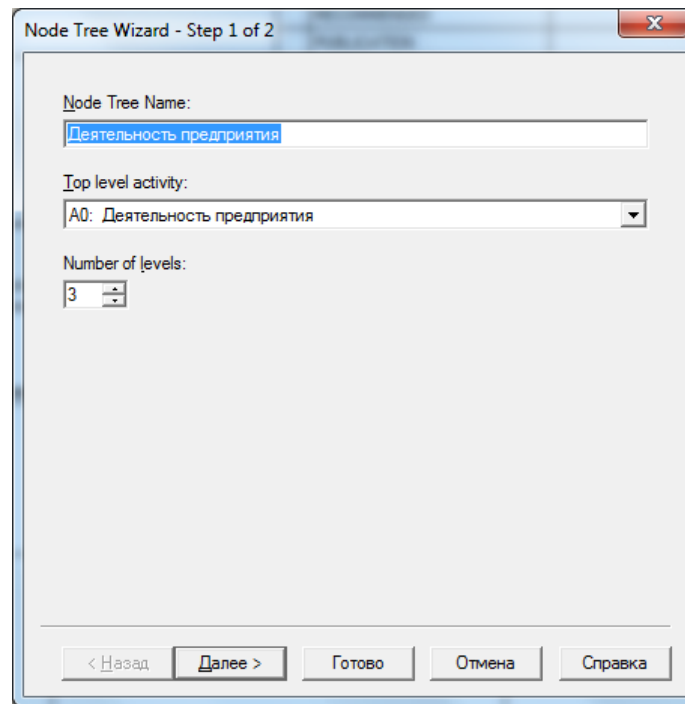 Node Tree Wizard - Step 1 of 2
Node Tree Name:
Деятельность предприятия
Top level activity:
A0: Деятельность предприятия
Number of levels:
3
< Назад Далее > Готово Отмена Справка